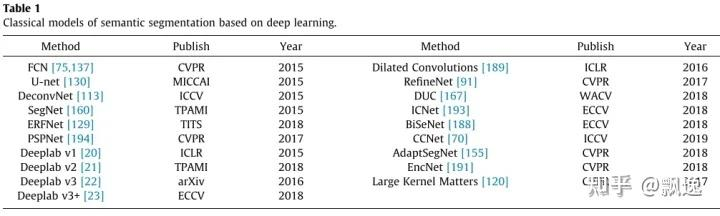 Table 1
Classical models of semantic segmentation based on deep learning.
Method Publish Year Method Publish Year
FCN [75,137] CVPR 2015 Dilated Convolutions [189] ICLR 2016
U-net [130] MICCAI 2015 RefineNet [91] CVPR 2017
DeconvNet [113] ICCV 2015 DUC [167] WACV 2018
SegNet [160] TPAMI 2015 ICNet [193] ECCV 2018
ERFNet [129] TITS 2018 BiSeNet [188] ECCV 2018
PSPNet [194] CVPR 2017 CCNet [70] ICCV 2019
Deeplab v1 [20] ICLR 2015 AdaptSegNet [155] CVPR 2018
Deeplab v2 [21] TPAMI 2018 EncNet [191] CVPR 2018
Deeplab v3 [22] arXiv 2016 Large Kernel Matters [120]
Deeplab v3+ [23] ECCV 2018
知乎 @飘逸